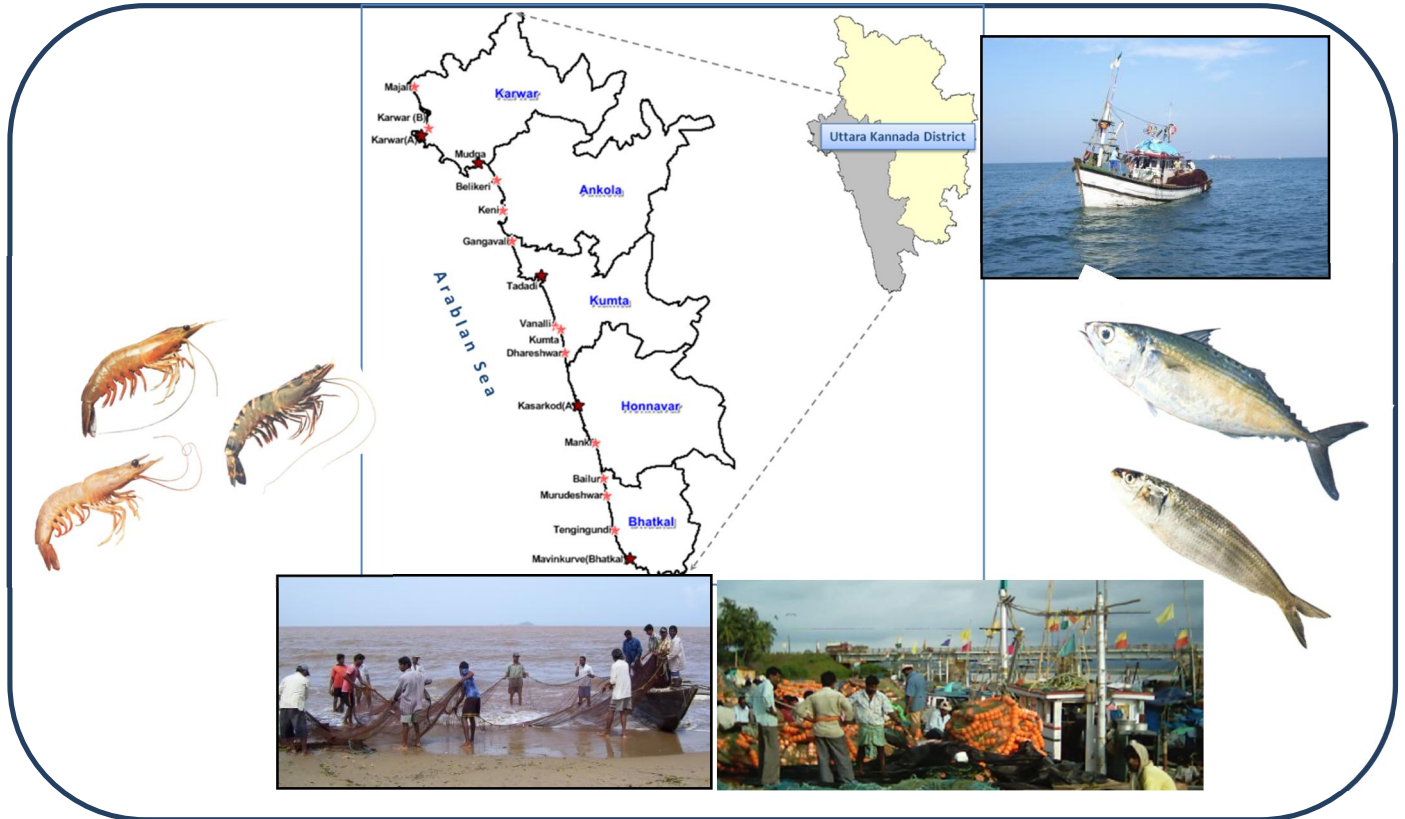 Majali
Karwar
Karwar (B)
Karwar(A)
Uttara Kannada District
Mudga
Belikeri
Ankola
Keni
Gangavali
Arabian Sea
Tadadi
Kumta
Vanalli
Kumta
Dhareshwar
Kasarkod(A
Honnavar
Manki
Bailur
Murudeshwar
Bhatkal
Tengingundi
Mavinkurve(Bhatkal)